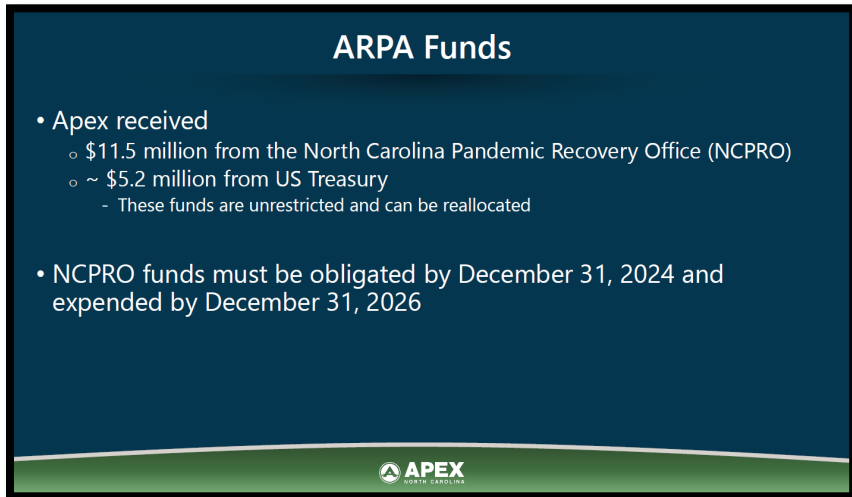 ARPA Funds
• Apex received
o $11.5 million from the North Carolina Pandemic Recovery Office (NCPRO)
o ~ $5.2 million from US Treasury
- These funds are unrestricted and can be reallocated
• NCPRO funds must be obligated by December 31, 2024 and
expended by December 31, 2026
APEX
NORTH CAROLINA